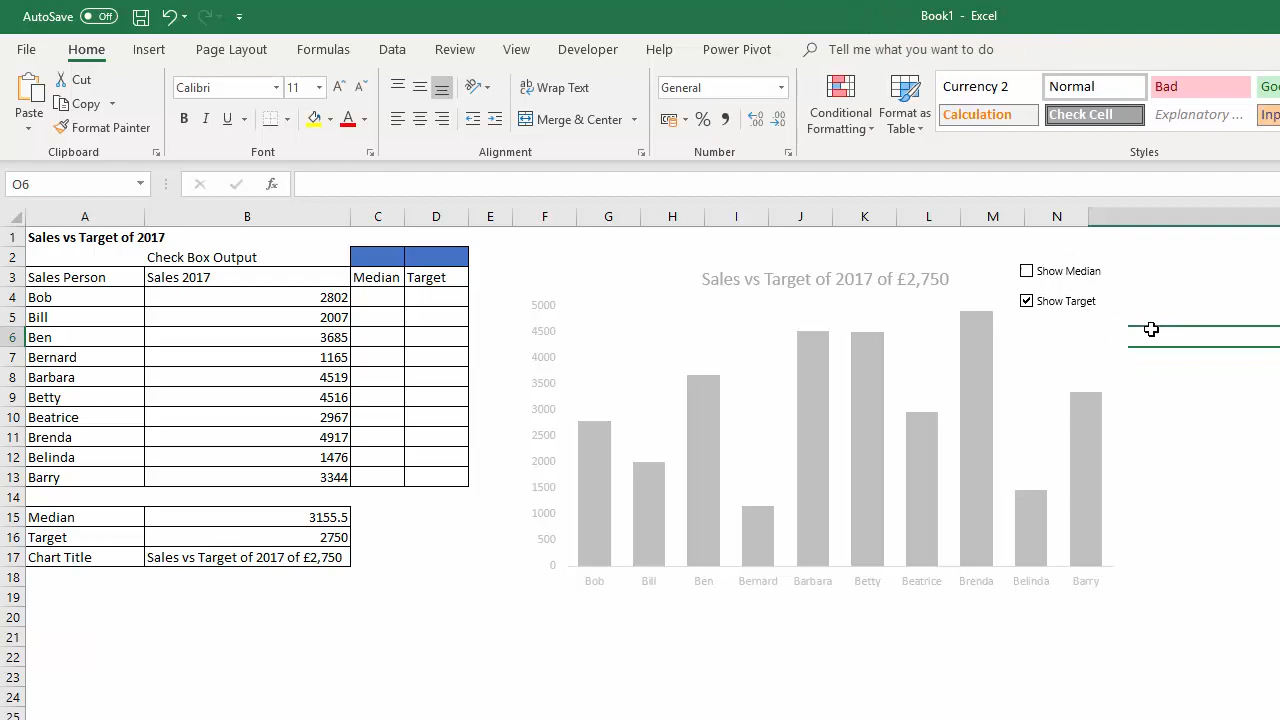 AutoSave Off Book1 - Excel
File Home Insert Page Layout Formulas Data Review View Developer Help Power Pivot Tell me what you want to do
Paste Cut Copy Format Painter
Calibri 11 A A B I U A
Wrap Text Merge & Center
General %
Conditional Formatting Format as Table
Currency 2 Normal Bad
Calculation Check Cell Explanatory ...
Clipboard Font Alignment Number Styles
O6 fx
A B C D E F G H I J K L M N
1 Sales vs Target of 2017
2 Check Box Output
3 Sales Person Sales 2017 Median Target
4 Bob 2802
5 Bill 2007
6 Ben 3685
7 Bernard 1165
8 Barbara 4519
9 Betty 4516
10 Beatrice 2967
11 Brenda 4917
12 Belinda 1476
13 Barry 3344
14
15 Median 3155.5
16 Target 2750
17 Chart Title Sales vs Target of 2017 of £2,750
18
19
20
21
22
23
24
25
Sales vs Target of 2017 of £2,750
Show Median
Show Target
5000
4500
4000
3500
3000
2500
2000
1500
1000
500
0
Bob Bill Ben Bernard Barbara Betty Beatrice Brenda Belinda Barry